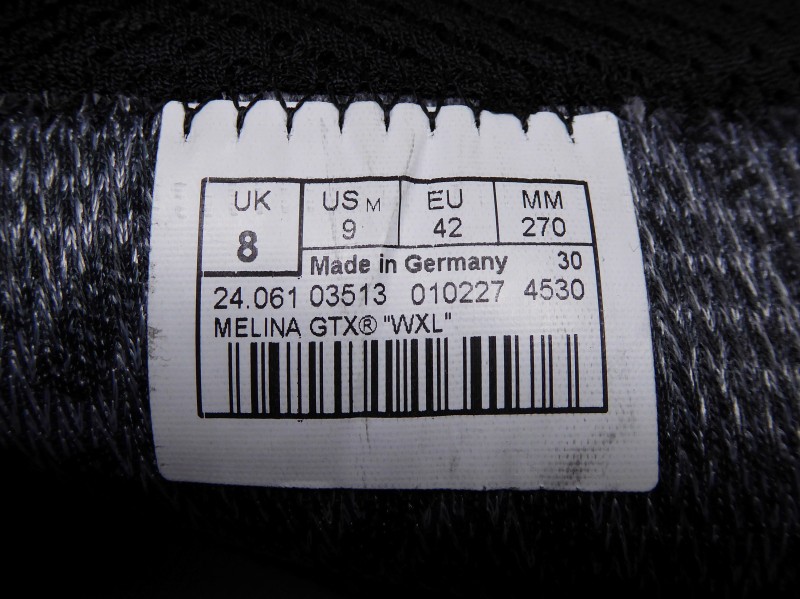 UK US M EU MM
8 9 42 270
Made in Germany 30
24.061 03513 010227 4530
MELINA GTX® "WXL"